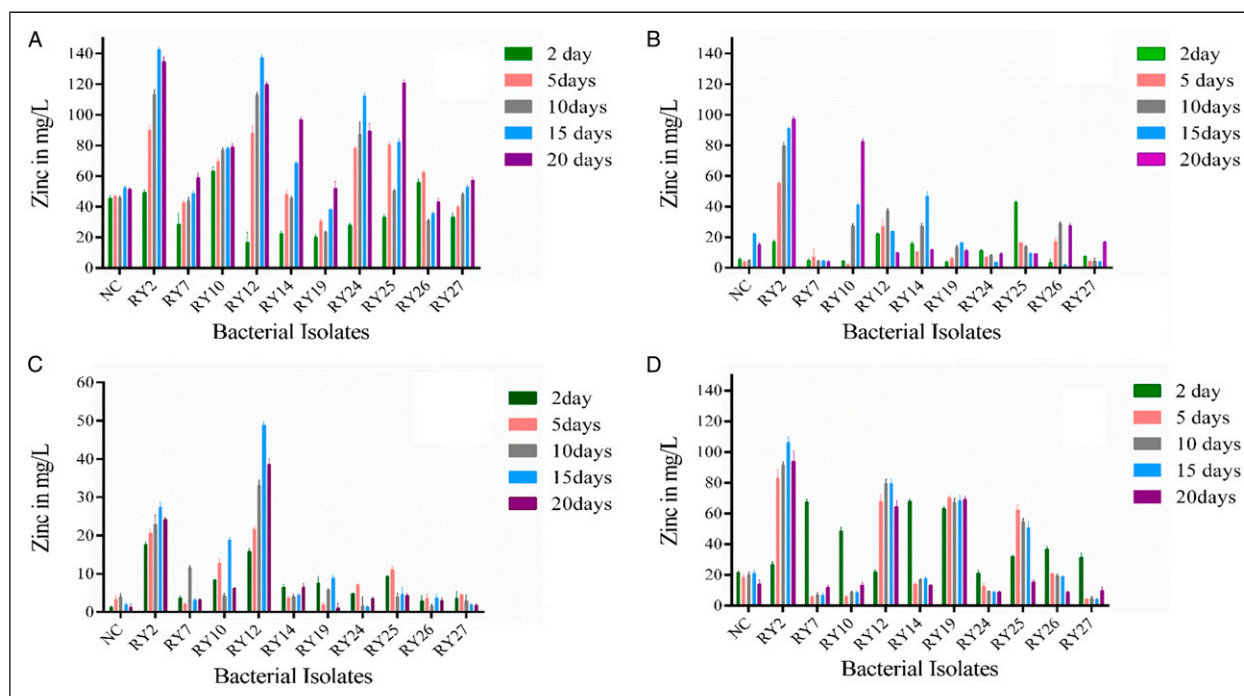 A
140
120
100
80
60
40
20
0
Zinc in mg/L
NC RY2 RY7 RY10 RY12 RY14 RY19 RY24 RY25 RY26 RY27
Bacterial Isolates
2 day
5days
10days
15 days
20 days
B
140
120
100
80
60
40
20
0
Zinc in mg/L
NC RY2 RY7 RY10 RY12 RY14 RY19 RY24 RY25 RY26 RY27
Bacterial Isolates
2day
5 days
10days
15days
20days
C
60
50
40
30
20
10
0
Zinc in mg/L
NC RY2 RY7 RY10 RY12 RY14 RY19 RY24 RY25 RY26 RY27
Bacterial Isolates
2day
5days
10days
15days
20days
D
140
120
100
80
60
40
20
0
Zinc in mg/L
NC RY2 RY7 RY10 RY12 RY14 RY19 RY24 RY25 RY26 RY27
Bacterial Isolates
2 day
5 days
10 days
15 days
20days